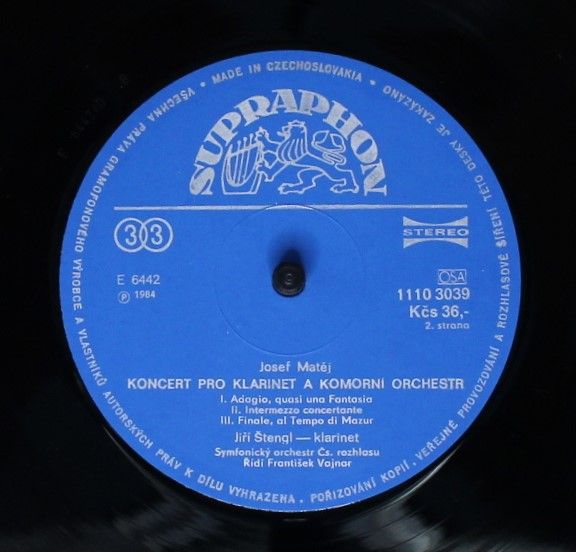 VŠECHNA PRÁVA GRAMOFONOVÉHO VÝROBCE A VLASTNÍKŮ AUTORSKÝCH PRÁV K DÍLU VYHRAZENA. POŘIZOVÁNÍ KOPIÍ, VEŘEJNÉ PROVOZOVÁNÍ A ROZHLASOVÉ ŠÍŘENÍ TÉTO DESKY JE ZAKÁZÁNO
• MADE IN CZECHOSLOVAKIA •
SUPRAPHON
33
STEREO
E 6442
OSA
Ⓟ 1984
1110 3039
Kčs 36,-
2. strana
Josef Matěj
KONCERT PRO KLARINET A KOMORNÍ ORCHESTR
I. Adagio, quasi una Fantasia
II. Intermezzo concertante
III. Finale, al Tempo di Mazur
Jiří Štengl — klarinet
Symfonický orchestr Čs. rozhlasu
Řídí František Vajnar